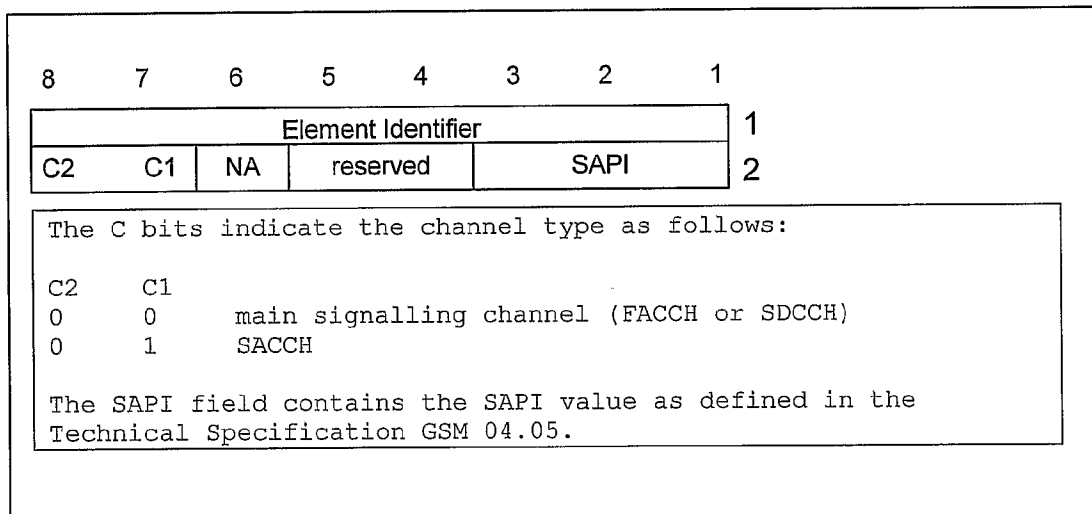 8 7 6 5 4 3 2 1
Element Identifier 1
C2 C1 NA reserved SAPI 2
The C bits indicate the channel type as follows:
C2 C1
0 0 main signalling channel (FACCH or SDCCH)
0 1 SACCH
The SAPI field contains the SAPI value as defined in the
Technical Specification GSM 04.05.